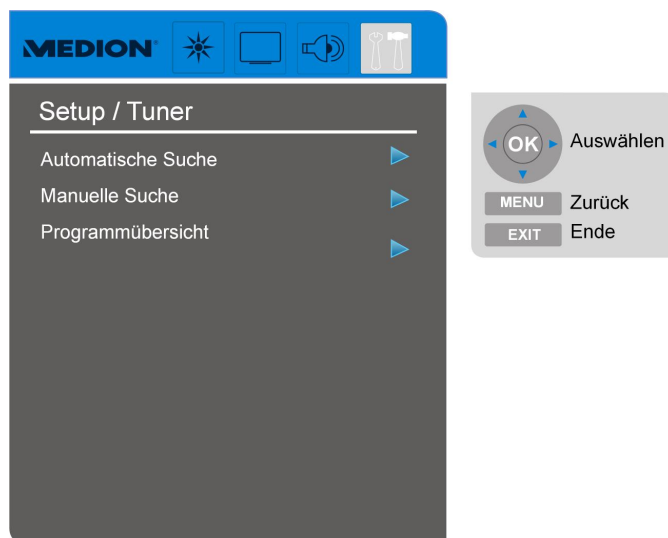 MEDION
Setup / Tuner
Automatische Suche
Manuelle Suche
Programmübersicht
OK Auswählen
MENU Zurück
EXIT Ende